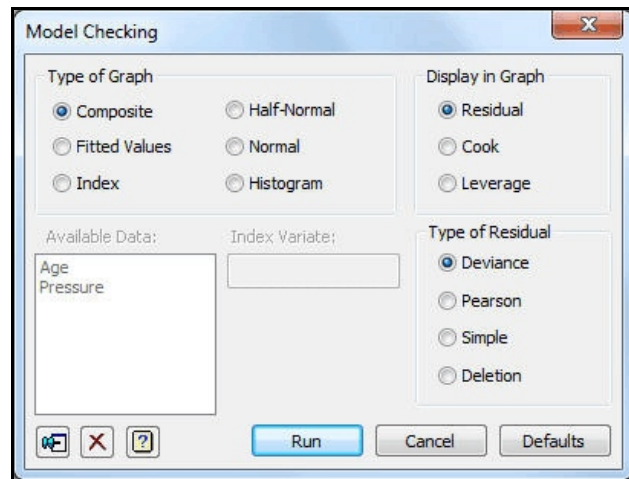 Model Checking
Type of Graph
Composite
Half-Normal
Fitted Values
Normal
Index
Histogram
Display in Graph
Residual
Cook
Leverage
Available Data:
Age
Pressure
Index Variate:
Type of Residual
Deviance
Pearson
Simple
Deletion
Run
Cancel
Defaults